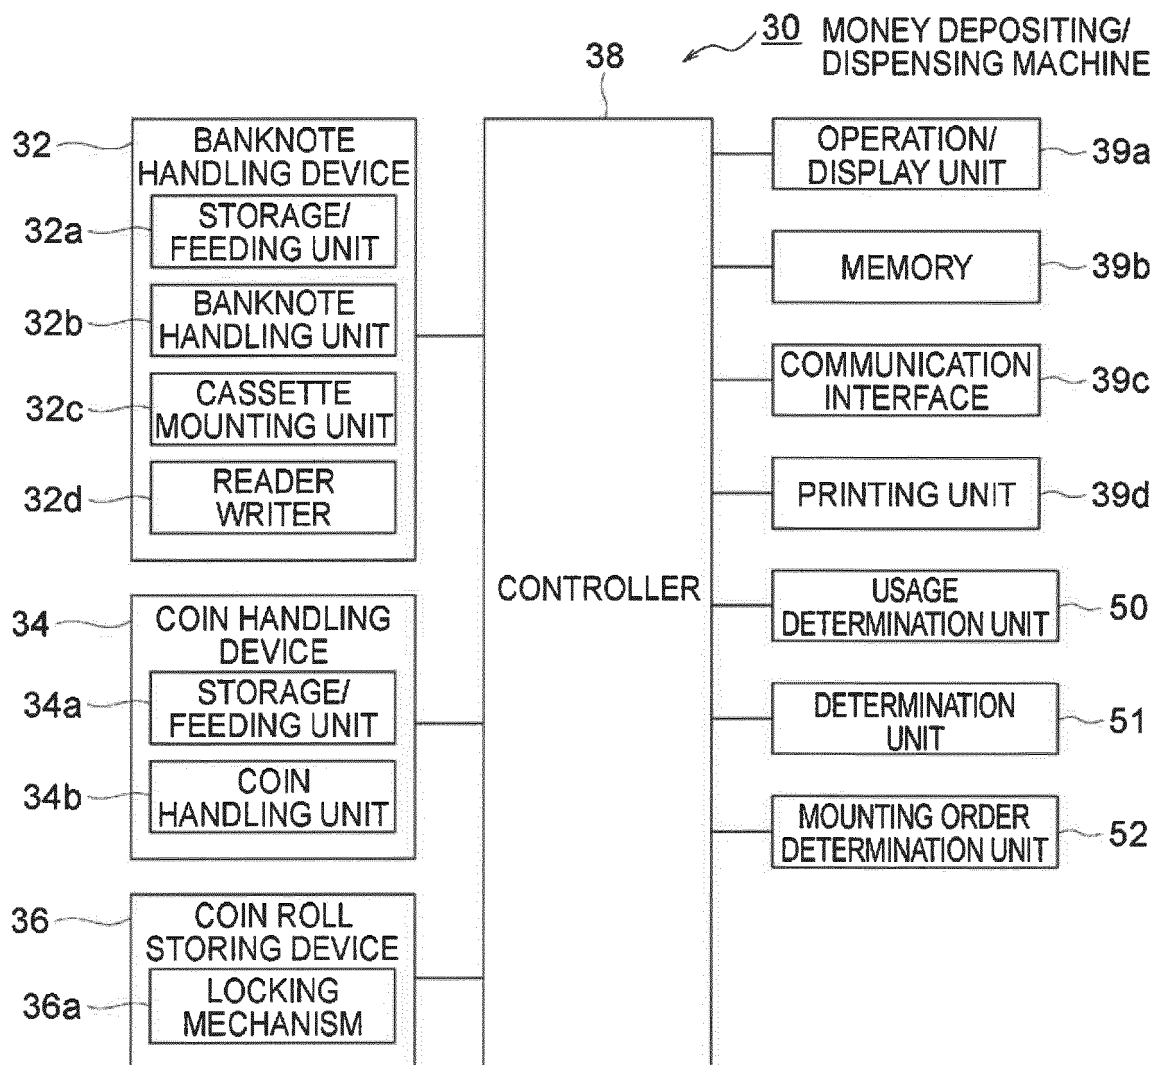 30 MONEY DEPOSITING/
DISPENSING MACHINE
38
32
BANKNOTE
HANDLING DEVICE
32a
STORAGE/
FEEDING UNIT
32b
BANKNOTE
HANDLING UNIT
32c
CASSETTE
MOUNTING UNIT
32d
READER
WRITER
34
COIN HANDLING
DEVICE
34a
STORAGE/
FEEDING UNIT
34b
COIN
HANDLING UNIT
36
COIN ROLL
STORING DEVICE
36a
LOCKING
MECHANISM
CONTROLLER
OPERATION/
DISPLAY UNIT
39a
MEMORY
39b
COMMUNICATION
INTERFACE
39c
PRINTING UNIT
39d
USAGE
DETERMINATION UNIT
50
DETERMINATION
UNIT
51
MOUNTING ORDER
DETERMINATION UNIT
52